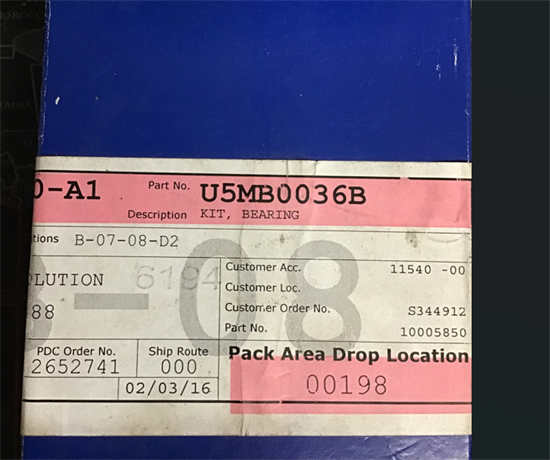 0-A1 Part No. U5MB0036B
Description KIT, BEARING
tions B-07-08-D2
6194
OLUTION Customer Acc. 11540 -00
Customer Loc.
88 Customer Order No. S344912
Part No. 10005850
-08
PDC Order No. Ship Route Pack Area Drop Location
2652741 000
02/03/16 00198